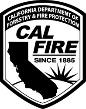 CALIFORNIA DEPARTMENT OF
FORESTRY & FIRE PROTECTION
CAL
FIRE
SINCE 1885